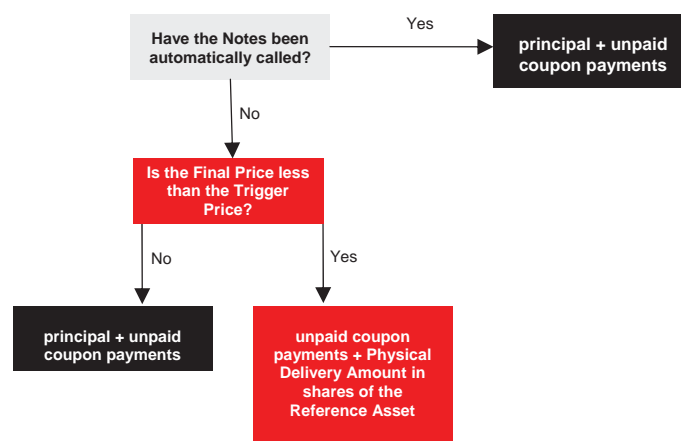 Have the Notes been
automatically called?
Yes
principal + unpaid
coupon payments
No
Is the Final Price less
than the Trigger
Price?
No
Yes
principal + unpaid
coupon payments
unpaid coupon
payments + Physical
Delivery Amount in
shares of the
Reference Asset